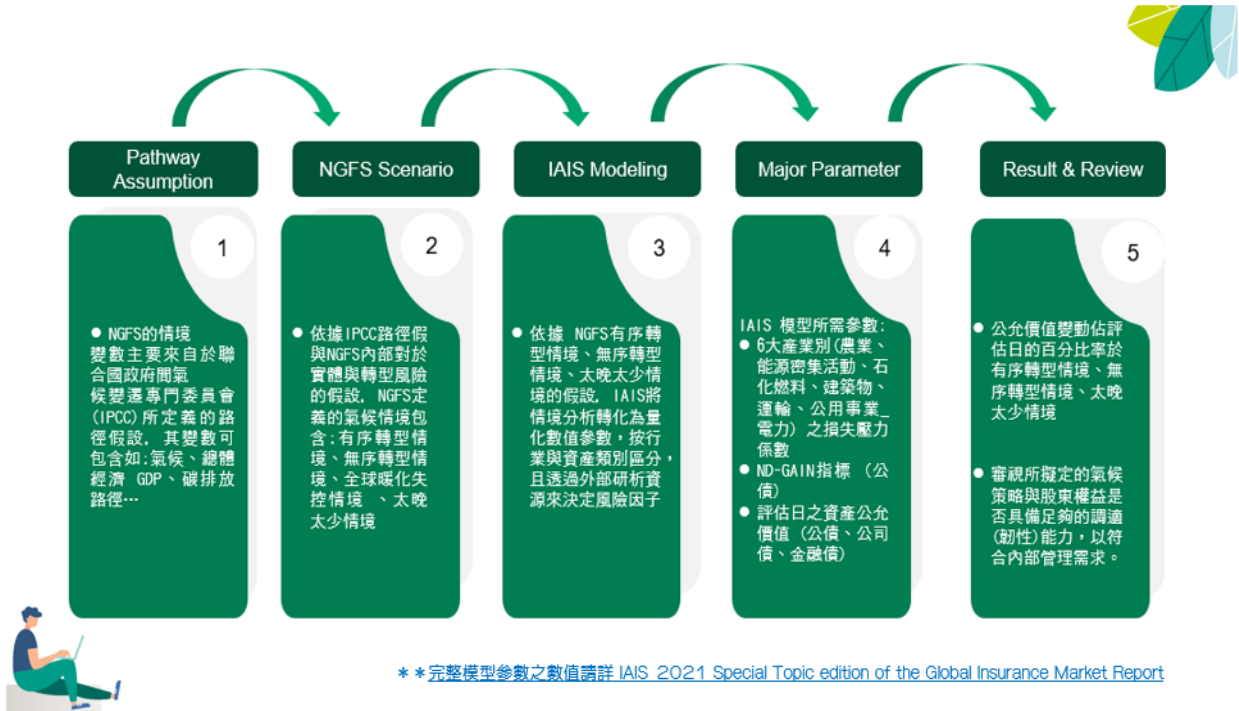 Pathway
Assumption
NGFS Scenario
IAIS Modeling
Major Parameter
Result & Review
1
● NGFS的情境
變數主要來自於聯
合國政府間氣
候變遷專門委員會
(IPCC)所定義的路
徑假設, 其變數可
包含如:氣候、總體
經濟 GDP、碳排放
路徑…
2
● 依據IPCC路徑假
與NGFS內部對於
實體與轉型風險
的假設, NGFS定
義的氣候情境包
含:有序轉型情
境、無序轉型情
境、全球暖化失
控情境 、太晚
太少情境
3
● 依據 NGFS有序轉
型情境、無序轉型
情境、太晚太少情
境的假設, IAIS將
情境分析轉化為量
化數值參數，按行
業與資產類別區分，
且透過外部研析資
源來決定風險因子
4
IAIS 模型所需參數:
● 6大產業別(農業、
能源密集活動、石
化燃料、建築物、
運輸、公用事業_
電力) 之損失壓力
係數
● ND-GAIN指標 (公
債)
● 評估日之資產公允
價值 (公債、公司
債、金融債)
5
● 公允價值變動佔評
估日的百分比率於
有序轉型情境、無
序轉型情境、太晚
太少情境
● 審視所擬定的氣候
策略與股東權益是
否具備足夠的調適
(韌性)能力，以符
合內部管理需求。
＊＊完整模型參數之數值請詳 IAIS 2021 Special Topic edition of the Global Insurance Market Report